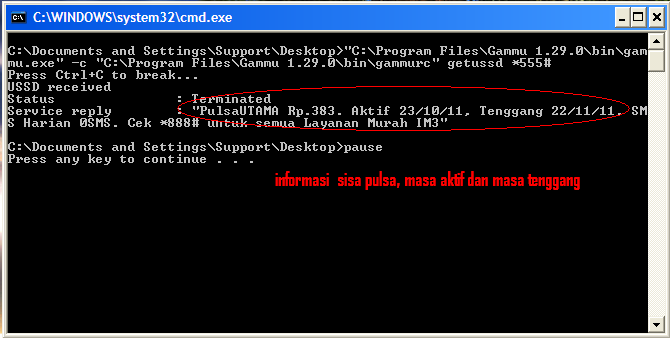 C:\WINDOWS\system32\cmd.exe
C:\Documents and Settings\Support\Desktop>"C:\Program Files\Gammu 1.29.0\bin\gam
mu.exe" -c "C:\Program Files\Gammu 1.29.0\bin\gammurc" getussd *555#
Press Ctrl+C to break...
USSD received
Status : Terminated
Service reply : "PulsaUTAMA Rp.383. Aktif 23/10/11, Tenggang 22/11/11, SM
S Harian 0SMS. Cek *888# untuk semua Layanan Murah IM3"
C:\Documents and Settings\Support\Desktop>pause
Press any key to continue . . .
informasi sisa pulsa, masa aktif dan masa tenggang